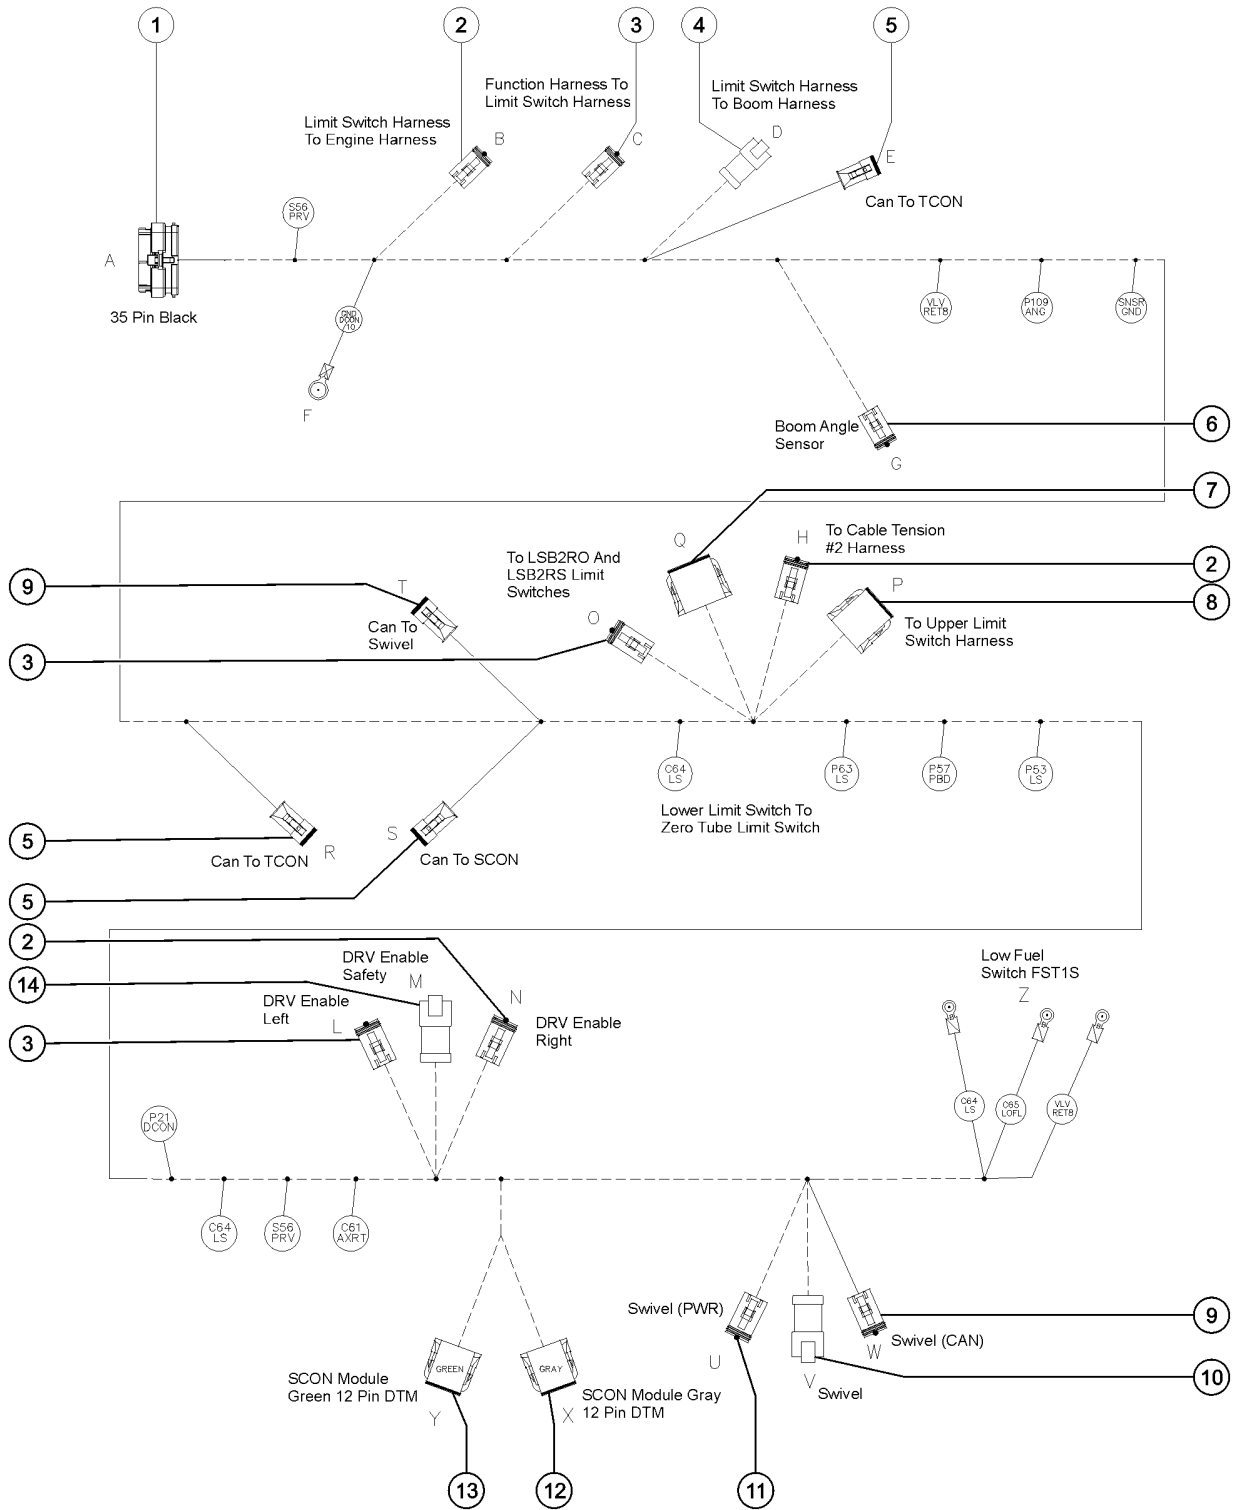 1
2
3
4
5
Function Harness To
Limit Switch Harness
Limit Switch Harness
To Boom Harness
Limit Switch Harness
To Engine Harness
B
C
D
E
Can To TCON
S56
PRV
A
35 Pin Black
GND
DCON
/10
F
VLV
RET8
P109
ANG
SNSR
GND
Boom Angle
Sensor
G
6
7
Q
H
To Cable Tension
#2 Harness
2
To LSB2RO And
LSB2RS Limit
Switches
O
P
8
To Upper Limit
Switch Harness
9
T
Can To
Swivel
3
C64
LS
P63
LS
P57
PBD
P53
LS
Lower Limit Switch To
Zero Tube Limit Switch
5
R
Can To TCON
S
Can To SCON
5
2
14
3
DRV Enable
Safety
M
DRV Enable
Left
L
N
DRV Enable
Right
Low Fuel
Switch FST1S
Z
C64
LS
C65
LOFL
VLV
RET8
P21
DCON
C64
LS
S56
PRV
C61
AXRT
Swivel (PWR)
U
V
Swivel
W
Swivel (CAN)
9
10
GREEN
GRAY
SCON Module
Green 12 Pin DTM
Y
X
SCON Module Gray
12 Pin DTM
13
12
11